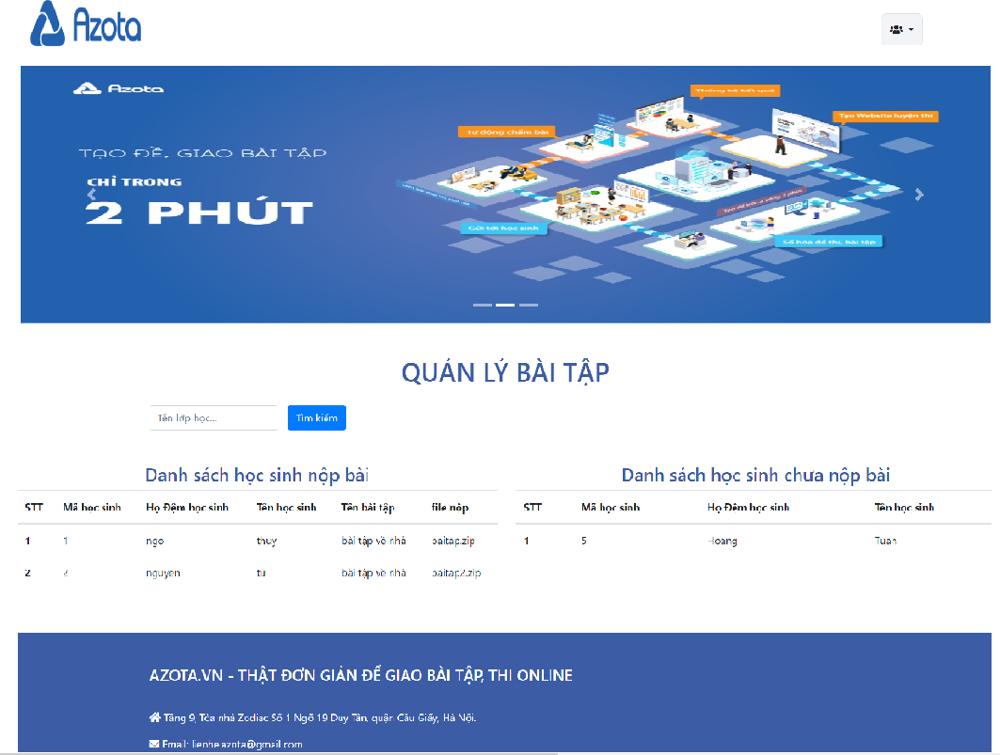 Azota
Azota
TẠO ĐỀ, GIAO BÀI TẬP
CHỈ TRONG
2 PHÚT
Thống kê kết quả
Tạo Website luyện thi
Tự động chấm bài
Gửi tới học sinh
Số hóa đề thi, bài tập
QUẢN LÝ BÀI TẬP
Tên lớp học...
Tìm kiếm
Danh sách học sinh nộp bài
STT Mã học sinh Họ Đệm học sinh Tên học sinh Tên bài tập file nộp
1 1 ngo thuy bài tập về nhà baitap.zip
2 2 nguyen tu bài tập về nhà baitap2.zip
Danh sách học sinh chưa nộp bài
STT Mã học sinh Họ Đệm học sinh Tên học sinh
1 5 Hoang Tuan
AZOTA.VN - THẬT ĐƠN GIẢN ĐỂ GIAO BÀI TẬP, THI ONLINE
Tầng 9, Tòa nhà Zodiac Số 1 Ngõ 19 Duy Tân, quận Cầu Giấy, Hà Nội.
Email: lienhe.azota@gmail.com